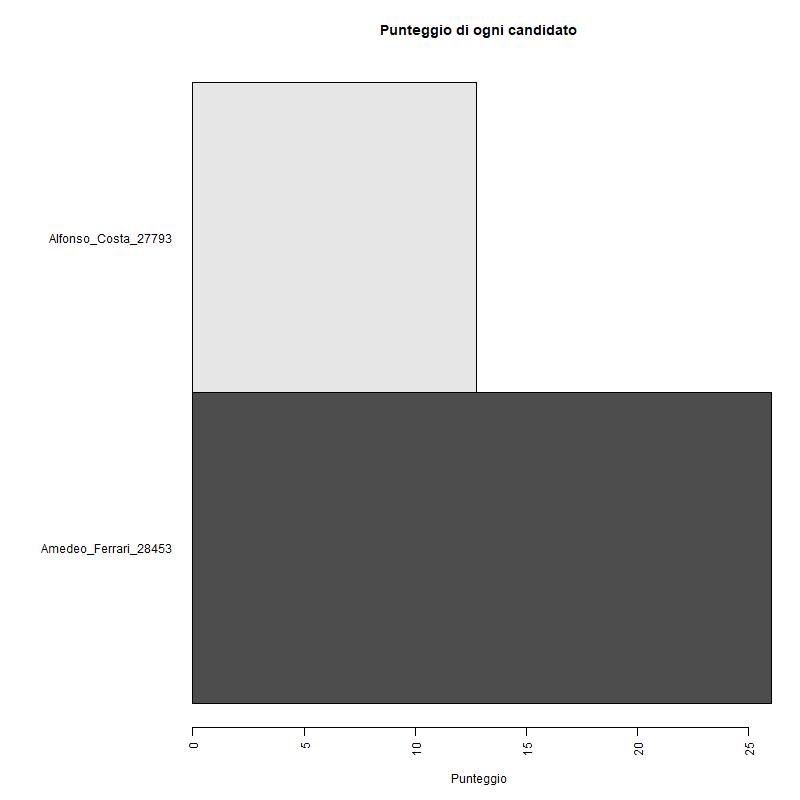 Punteggio di ogni candidato
Alfonso_Costa_27793
Amedeo_Ferrari_28453
0 5 10 15 20 25
Punteggio